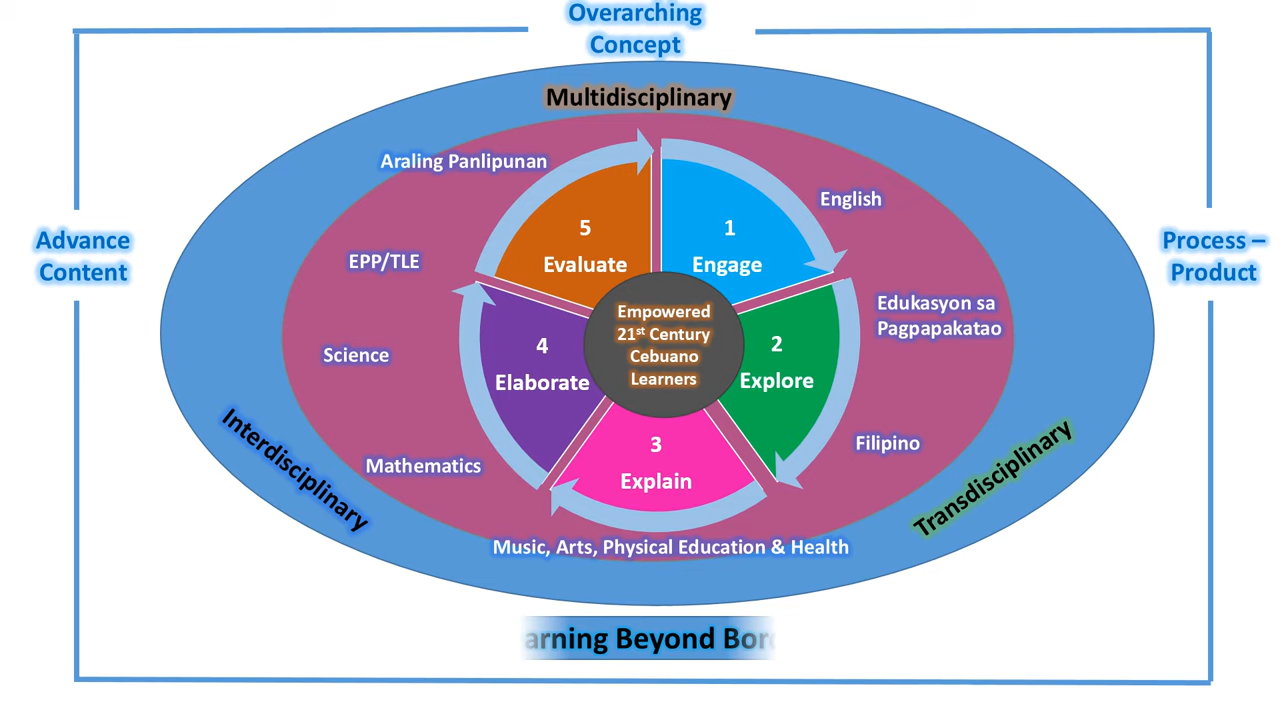 Overarching
Concept
Multidisciplinary
Araling Panlipunan
English
5
Evaluate
1
Engage
Advance
Content
Process –
Product
EPP/TLE
Edukasyon sa
Pagpapakatao
Empowered
21st Century
Cebuano
Learners
Science
4
Elaborate
2
Explore
Interdisciplinary
Mathematics
3
Explain
Filipino
Transdisciplinary
Music, Arts, Physical Education & Health
Beyond